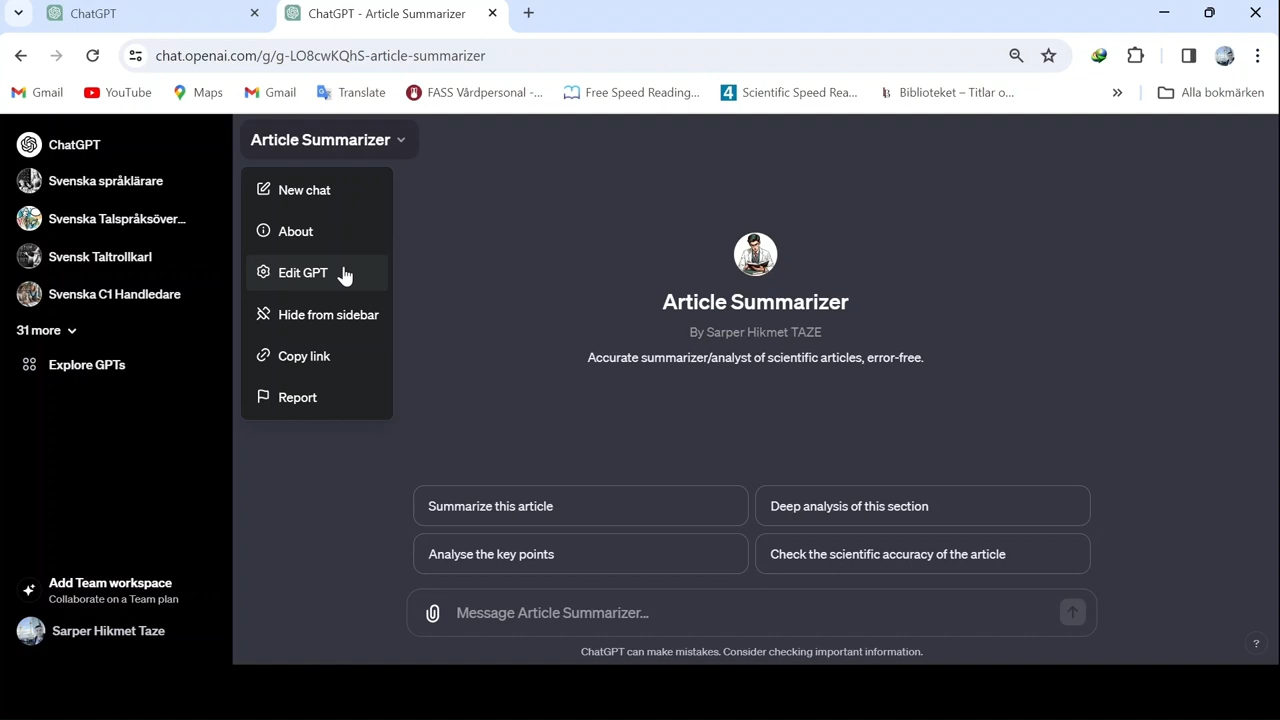 ChatGPT
ChatGPT - Article Summarizer
chat.openai.com/g/g-LO8cwKQhS-article-summarizer
Gmail
YouTube
Maps
Gmail
Translate
FASS Vårdpersonal -...
Free Speed Reading...
4
Scientific Speed Rea...
Biblioteket – Titlar o...
»
Alla bokmärken
ChatGPT
Svenska språklärare
Svenska Talspråksöver...
Svensk Taltrollkarl
Svenska C1 Handledare
31 more
Explore GPTs
Add Team workspace
Collaborate on a Team plan
Sarper Hikmet Taze
Article Summarizer
New chat
About
Edit GPT
Hide from sidebar
Copy link
Report
Article Summarizer
By Sarper Hikmet TAZE
Accurate summarizer/analyst of scientific articles, error-free.
Summarize this article
Deep analysis of this section
Analyse the key points
Check the scientific accuracy of the article
Message Article Summarizer...
ChatGPT can make mistakes. Consider checking important information.
?